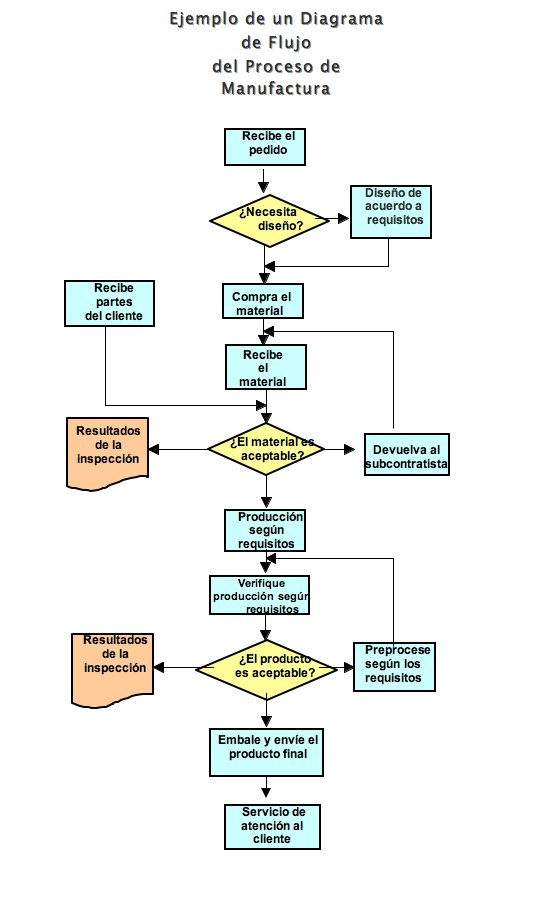 Ejemplo de un Diagrama
de Flujo
del Proceso de
Manufactura
Recibe el
pedido
¿Necesita
diseño?
Diseño de
acuerdo a
requisitos
Recibe
partes
del cliente
Compra el
material
Recibe
el
material
Resultados
de la
inspección
¿El material es
aceptable?
Devuelva al
subcontratista
Producción
según
requisitos
Verifique
producción según
requisitos
Resultados
de la
inspección
¿El producto
es aceptable?
Preprocese
según los
requisitos
Embale y envíe el
producto final
Servicio de
atención al
cliente